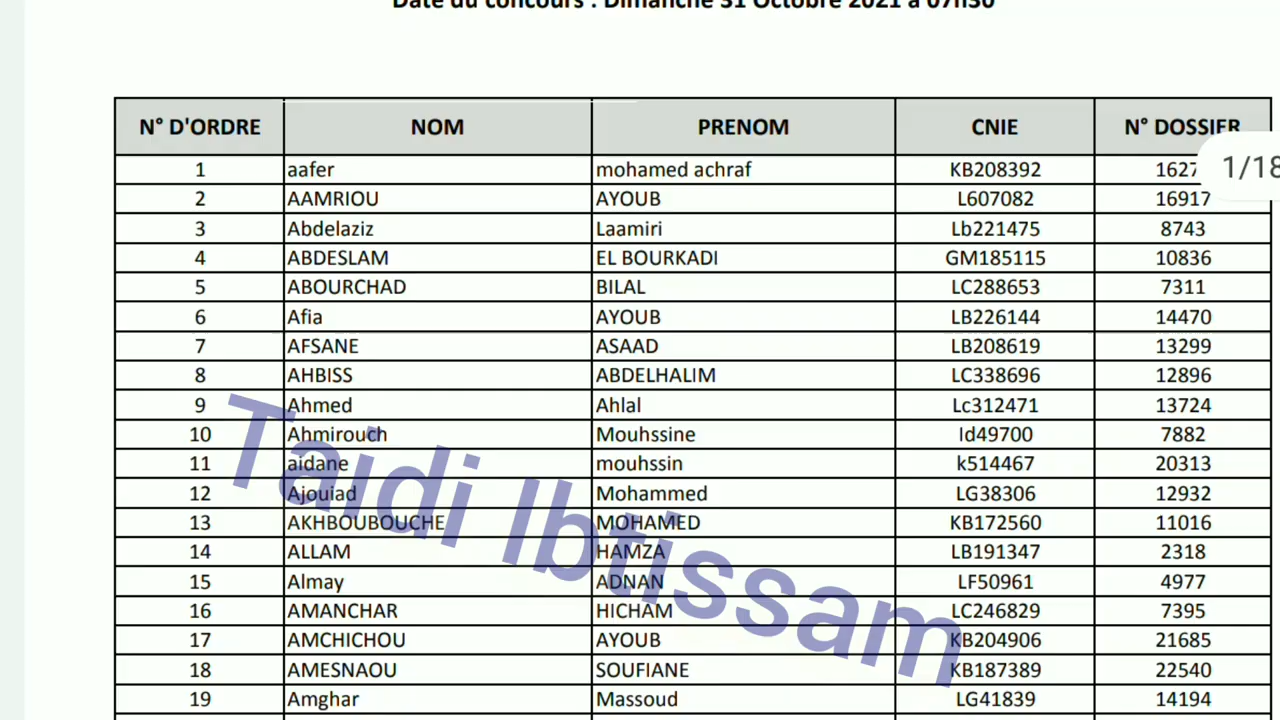 Date du concours : Dimanche 31 Octobre 2021 à 07h30
N° D'ORDRE NOM PRENOM CNIE N° DOSSIER
1/18
1 aafer mohamed achraf KB208392
2 AAMRIOU AYOUB L607082 16917
3 Abdelaziz Laamiri Lb221475 8743
4 ABDESLAM EL BOURKADI GM185115 10836
5 ABOURCHAD BILAL LC288653 7311
6 Afia AYOUB LB226144 14470
7 AFSANE ASAAD LB208619 13299
8 AHBISS ABDELHALIM LC338696 12896
9 Ahmed Ahlal Lc312471 13724
10 Ahmirouch Mouhssine Id49700 7882
11 aidane mouhssin k514467 20313
12 Ajouiad Mohammed LG38306 12932
13 AKHBOUBOUCHE MOHAMED KB172560 11016
14 ALLAM HAMZA LB191347 2318
15 Almay ADNAN LF50961 4977
16 AMANCHAR HICHAM LC246829 7395
17 AMCHICHOU AYOUB KB204906 21685
18 AMESNAOU SOUFIANE KB187389 22540
19 Amghar Massoud LG41839 14194
Taidi Ibtissam